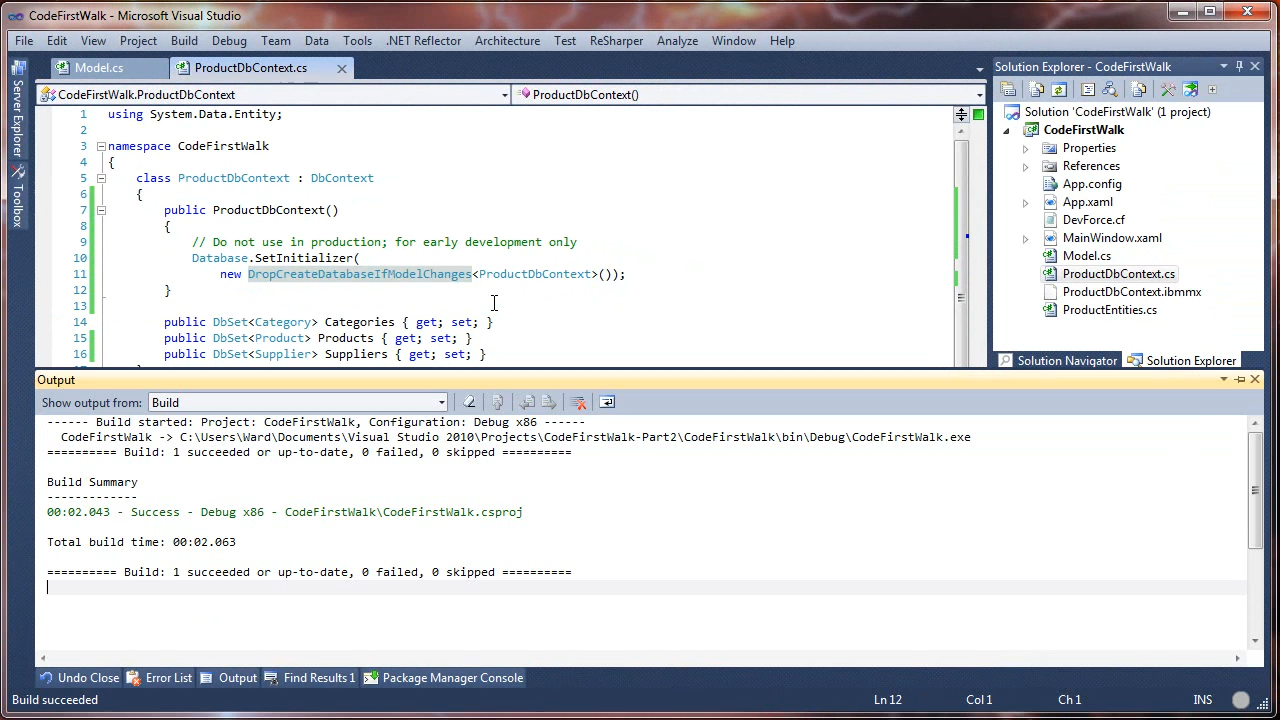 CodeFirstWalk - Microsoft Visual Studio
File Edit View Project Build Debug Team Data Tools .NET Reflector Architecture Test ReSharper Analyze Window Help
Server Explorer
Toolbox
Model.cs
ProductDbContext.cs
CodeFirstWalk.ProductDbContext
ProductDbContext()
1 using System.Data.Entity;
2
3 namespace CodeFirstWalk
4 {
5 class ProductDbContext : DbContext
6 {
7 public ProductDbContext()
8 {
9 // Do not use in production; for early development only
10 Database.SetInitializer(
11 new DropCreateDatabaseIfModelChanges<ProductDbContext>());
12 }
13
14 public DbSet<Category> Categories { get; set; }
15 public DbSet<Product> Products { get; set; }
16 public DbSet<Supplier> Suppliers { get; set; }
Solution Explorer - CodeFirstWalk
Solution 'CodeFirstWalk' (1 project)
CodeFirstWalk
Properties
References
App.config
App.xaml
DevForce.cf
MainWindow.xaml
Model.cs
ProductDbContext.cs
ProductDbContext.ibmmx
ProductEntities.cs
Solution Navigator
Solution Explorer
Output
Show output from: Build
------ Build started: Project: CodeFirstWalk, Configuration: Debug x86 ------
CodeFirstWalk -> C:\Users\Ward\Documents\Visual Studio 2010\Projects\CodeFirstWalk-Part2\CodeFirstWalk\bin\Debug\CodeFirstWalk.exe
========== Build: 1 succeeded or up-to-date, 0 failed, 0 skipped ==========
Build Summary
-------------
00:02.043 - Success - Debug x86 - CodeFirstWalk\CodeFirstWalk.csproj
Total build time: 00:02.063
========== Build: 1 succeeded or up-to-date, 0 failed, 0 skipped ==========
Undo Close
Error List
Output
Find Results 1
Package Manager Console
Build succeeded
Ln 12
Col 1
Ch 1
INS